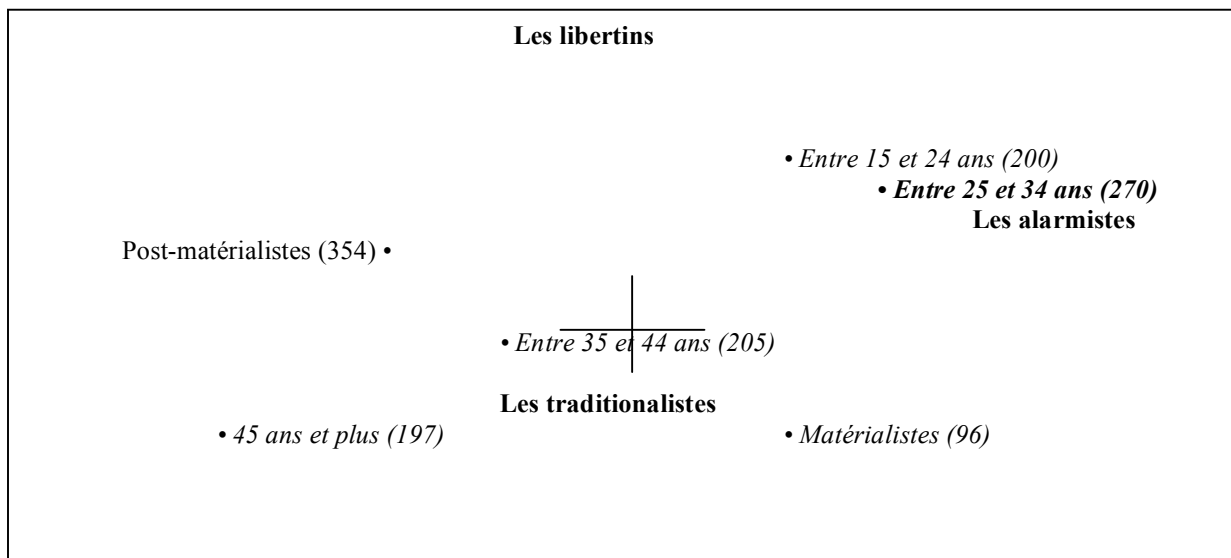 Les libertins
• Entre 15 et 24 ans (200)
• Entre 25 et 34 ans (270)
Les alarmistes
Post-matérialistes (354) •
• Entre 35 et 44 ans (205)
Les traditionalistes
• 45 ans et plus (197)
• Matérialistes (96)